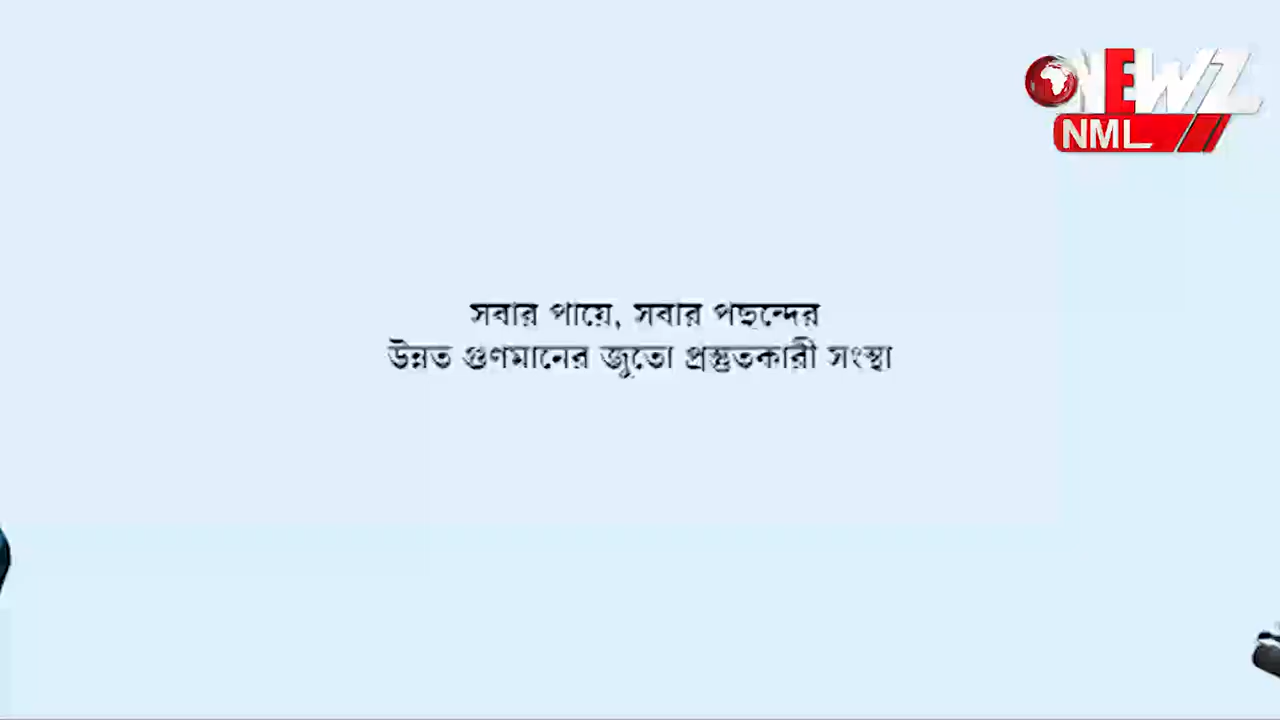 NEWZ
NML
সবার পায়ে, সবার পছন্দের
উন্নত গুণমানের জুতো প্রস্তুতকারী সংস্থা